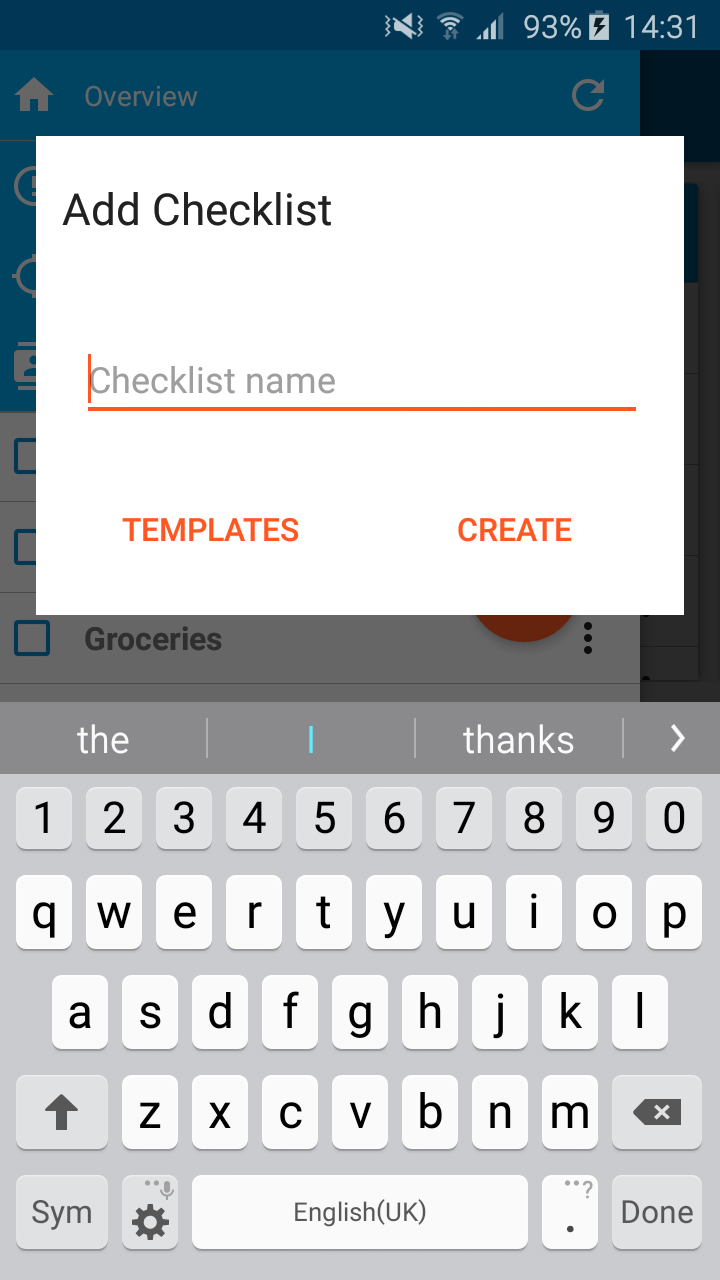 93% 14:31
Overview
Add Checklist
Checklist name
TEMPLATES CREATE
Groceries
the I thanks
1 2 3 4 5 6 7 8 9 0
q w e r t y u i o p
a s d f g h j k l
z x c v b n m
Sym English(UK) . ? Done